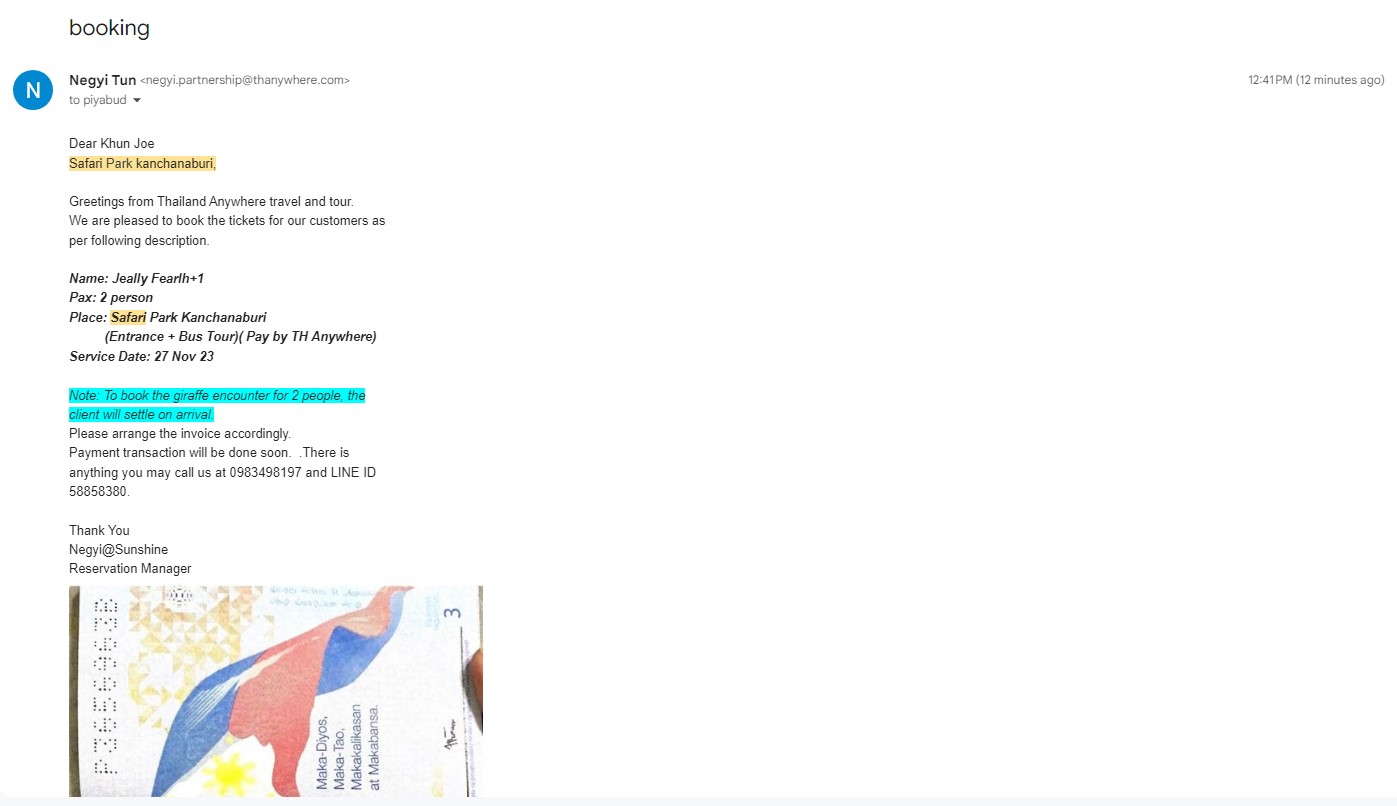 booking
N
Negyi Tun <negyi.partnership@thanywhere.com>
12:41 PM (12 minutes ago)
to piyabud
Dear Khun Joe
Safari Park kanchanaburi,
Greetings from Thailand Anywhere travel and tour.
We are pleased to book the tickets for our customers as
per following description.
Name: Jeally Fearlh+1
Pax: 2 person
Place: Safari Park Kanchanaburi
(Entrance + Bus Tour)( Pay by TH Anywhere)
Service Date: 27 Nov 23
Note: To book the giraffe encounter for 2 people, the
client will settle on arrival.
Please arrange the invoice accordingly.
Payment transaction will be done soon. .There is
anything you may call us at 0983498197 and LINE ID
58858380.
Thank You
Negyi@Sunshine
Reservation Manager
3
Maka-Diyos,
Maka-Tao,
Makakalikasan
at Makabansa.